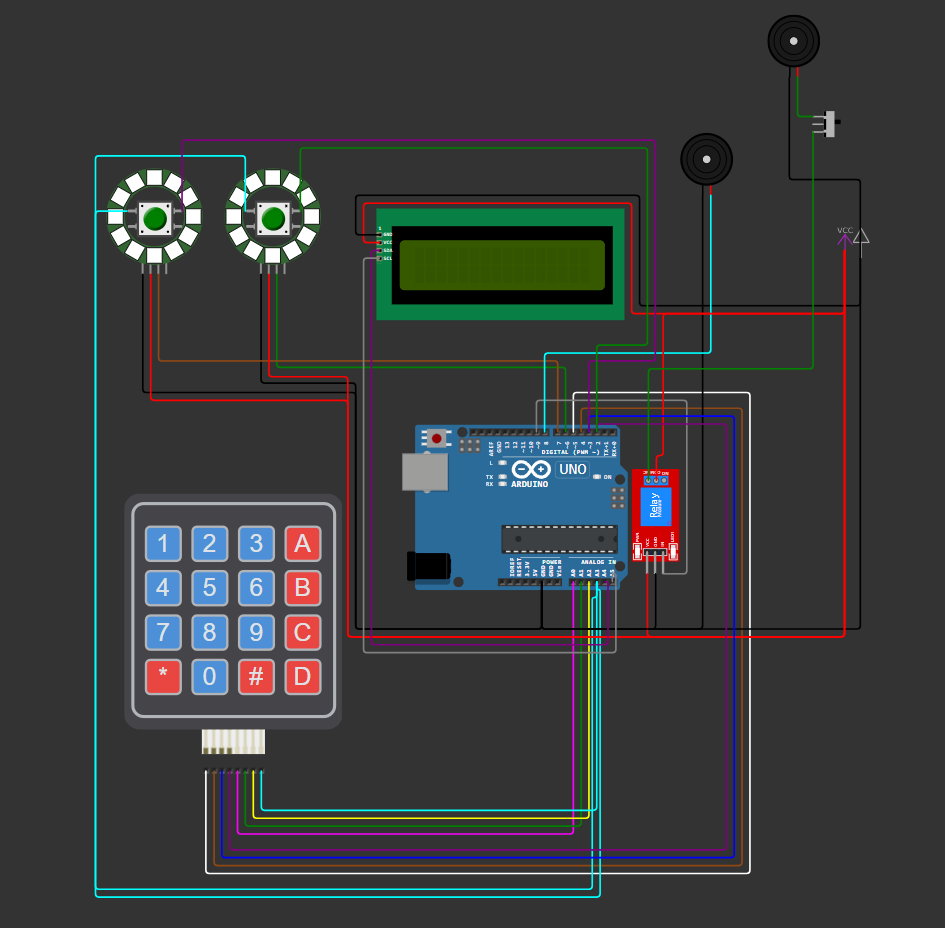 VCC
1
GND
VCC
SDA
SCL
AREF
GND
13
12
~11
~10
~9
8
7
~6
~5
4
~3
2
TX→1
RX←0
DIGITAL (PWM ~)
L
TX
RX
UNO
ARDUINO
ON
IOREF
RESET
3.3V
5V
GND
GND
Vin
POWER
ANALOG IN
A0
A1
A2
A3
A4
A5
Relay
PWR
VCC
GND
IN
1 2 3 A
4 5 6 B
7 8 9 C
* 0 # D